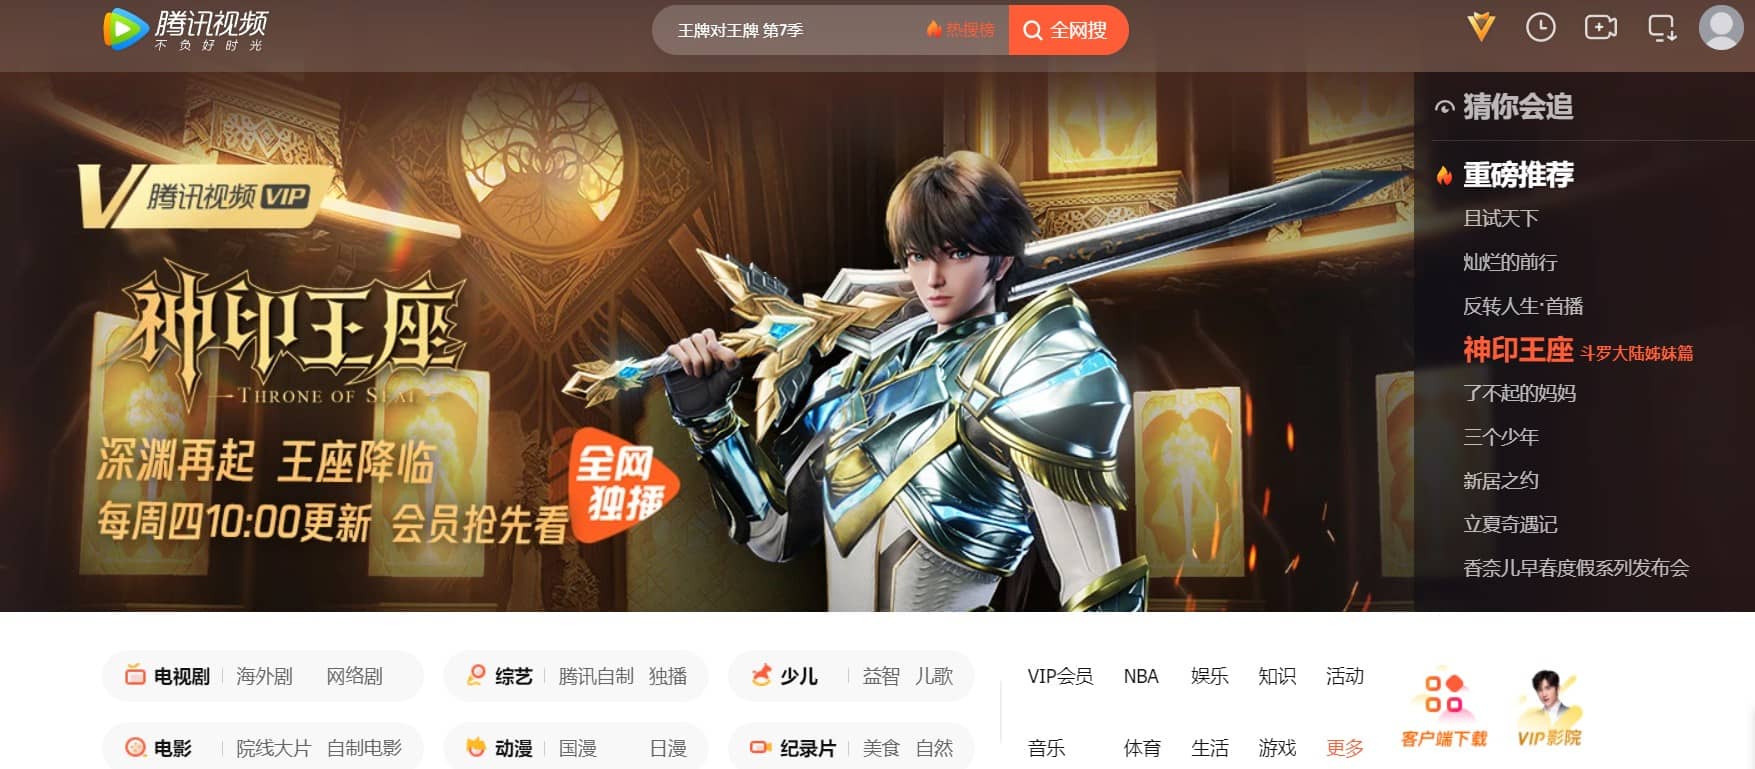 腾讯视频
不负好时光
王牌对王牌 第7季
热搜榜
全网搜
猜你会追
重磅推荐
且试天下
灿烂的前行
反转人生·首播
神印王座 斗罗大陆姊妹篇
了不起的妈妈
三个少年
新居之约
立夏奇遇记
香奈儿早春度假系列发布会
腾讯视频 VIP
神印王座
THRONE OF SEAL
深渊再起 王座降临
每周四10:00更新 会员抢先看
全网
独播
电视剧 海外剧 网络剧
综艺 腾讯自制 独播
少儿 益智 儿歌
VIP会员 NBA 娱乐 知识 活动
电影 院线大片 自制电影
动漫 国漫 日漫
纪录片 美食 自然
音乐 体育 生活 游戏 更多
客户端下载
VIP影院